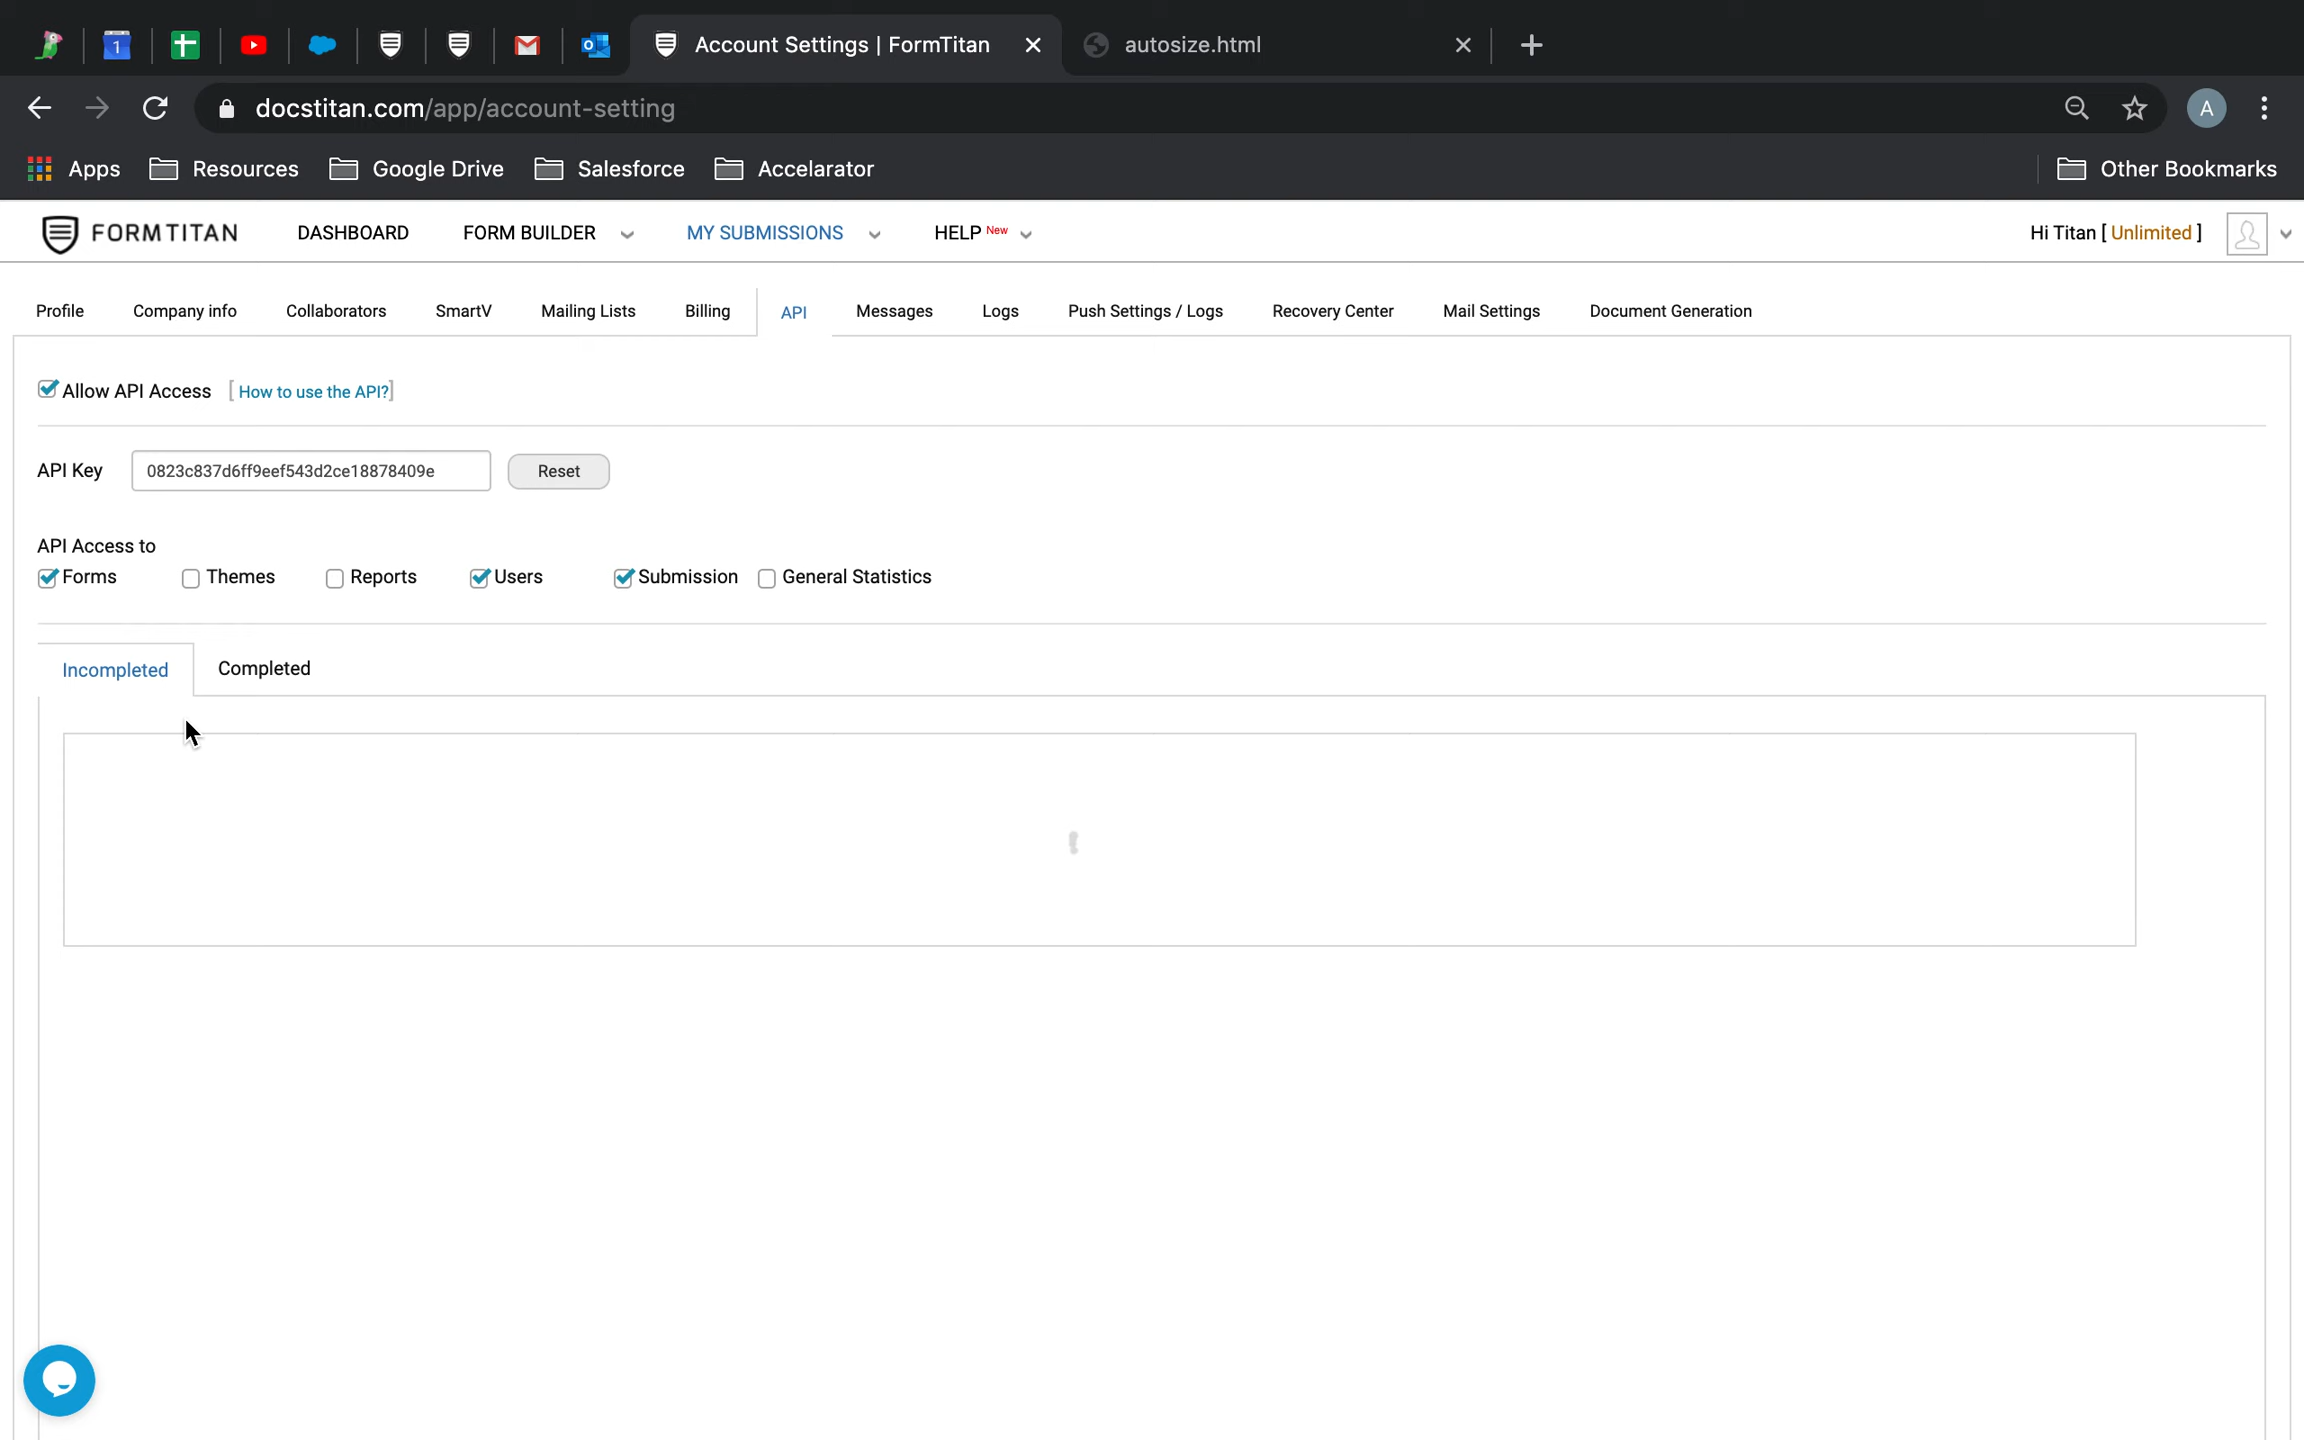 1
Account Settings | FormTitan
autosize.html
docstitan.com/app/account-setting
A
Apps Resources Google Drive Salesforce Accelarator Other Bookmarks
FORMTITAN DASHBOARD FORM BUILDER MY SUBMISSIONS HELP New Hi Titan [ Unlimited ]
Profile Company info Collaborators SmartV Mailing Lists Billing API Messages Logs Push Settings / Logs Recovery Center Mail Settings Document Generation
Allow API Access [ How to use the API?]
API Key 0823c837d6ff9eef543d2ce18878409e Reset
API Access to
Forms Themes Reports Users Submission General Statistics
Incompleted Completed